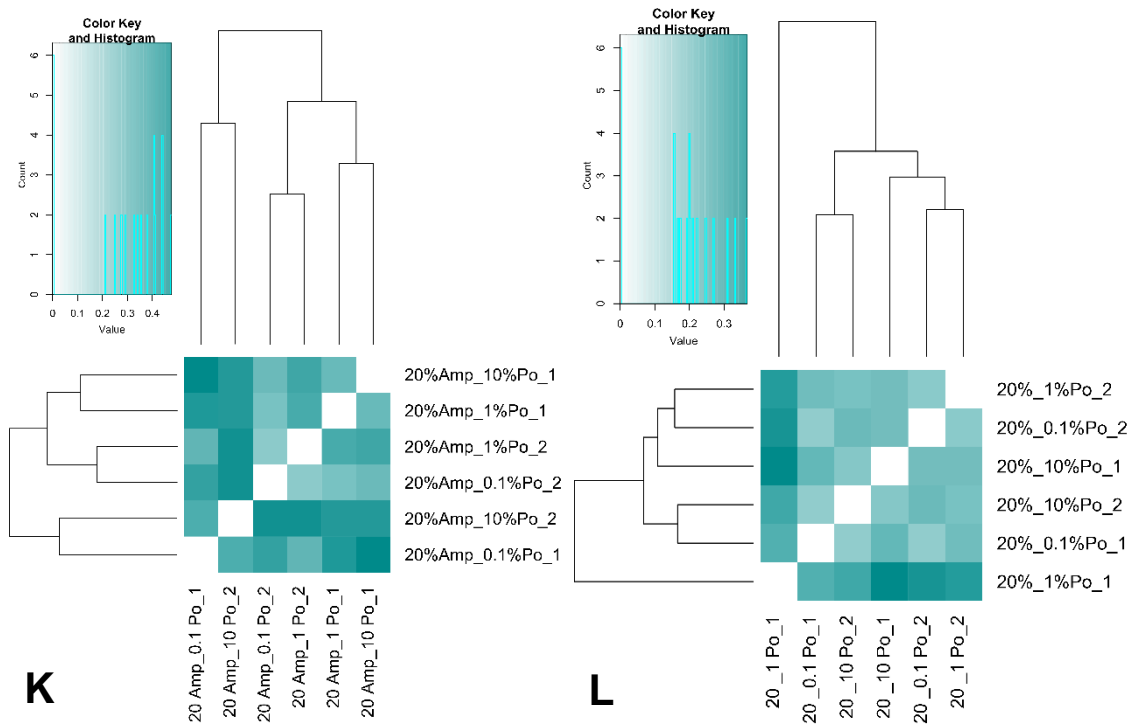 Color Key
and Histogram
6
5
4
3
2
1
0
Count
0 0.1 0.2 0.3 0.4
Value
20%Amp_10%Po_1
20%Amp_1%Po_1
20%Amp_1%Po_2
20%Amp_0.1%Po_2
20%Amp_10%Po_2
20%Amp_0.1%Po_1
20 Amp_0.1 Po_1
20 Amp_10 Po_2
20 Amp_0.1 Po_2
20 Amp_1 Po_2
20 Amp_1 Po_1
20 Amp_10 Po_1
K
Color Key
and Histogram
6
5
4
3
2
1
0
Count
0 0.1 0.2 0.3
Value
20%_1%Po_2
20%_0.1%Po_2
20%_10%Po_1
20%_10%Po_2
20%_0.1%Po_1
20%_1%Po_1
20 _1 Po_1
20 _0.1 Po_1
20 _10 Po_2
20 _10 Po_1
20 _0.1 Po_2
20 _1 Po_2
L